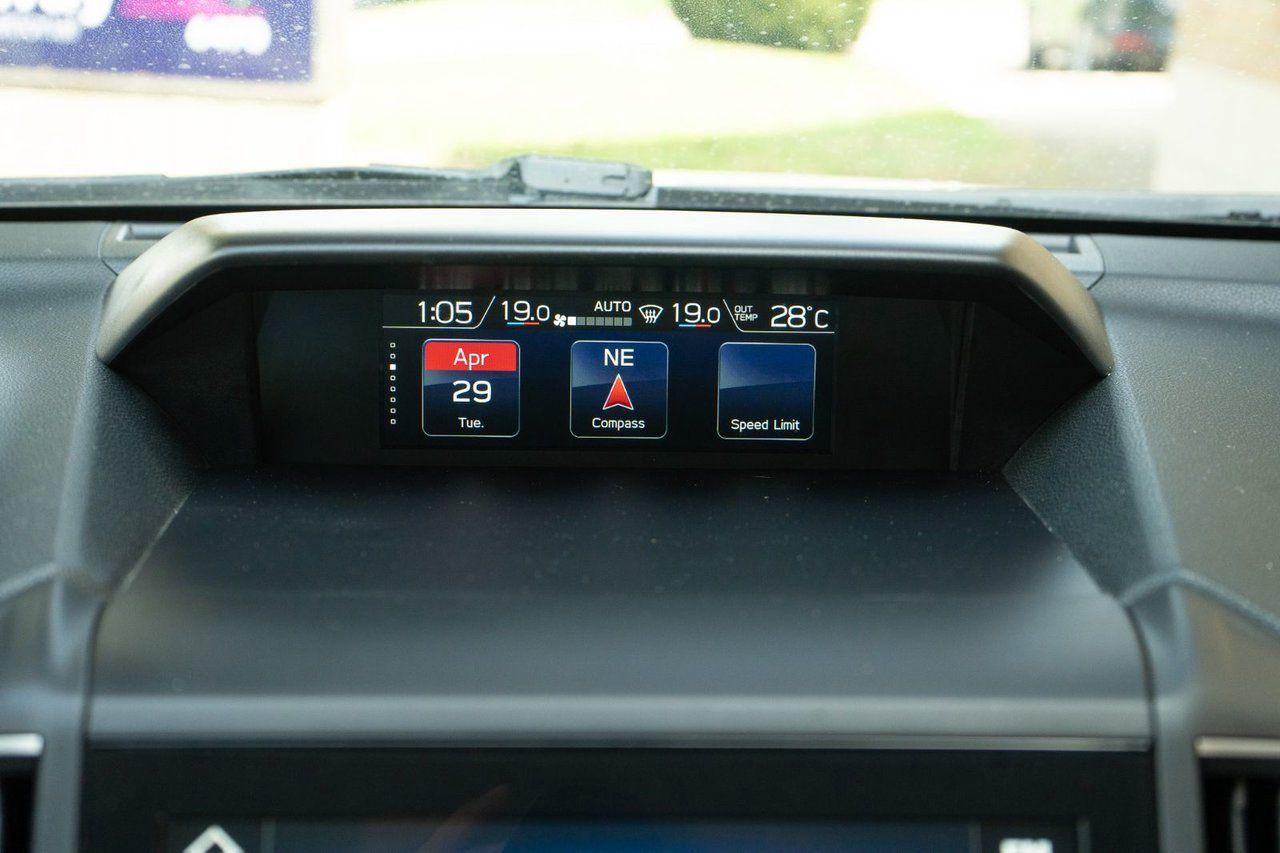 1:05 19.0 AUTO 19.0 OUT TEMP 28°C
Apr
29
Tue.
NE
Compass
Speed Limit